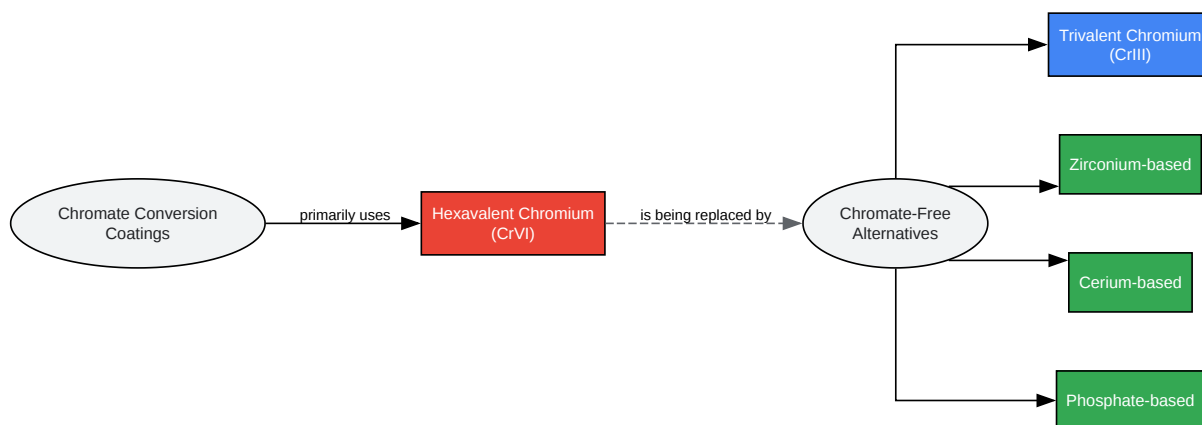 Chromate Conversion
Coatings
primarily uses
Hexavalent Chromium
(CrVI)
is being replaced by
Chromate-Free
Alternatives
Trivalent Chromium
(CrIII)
Zirconium-based
Cerium-based
Phosphate-based